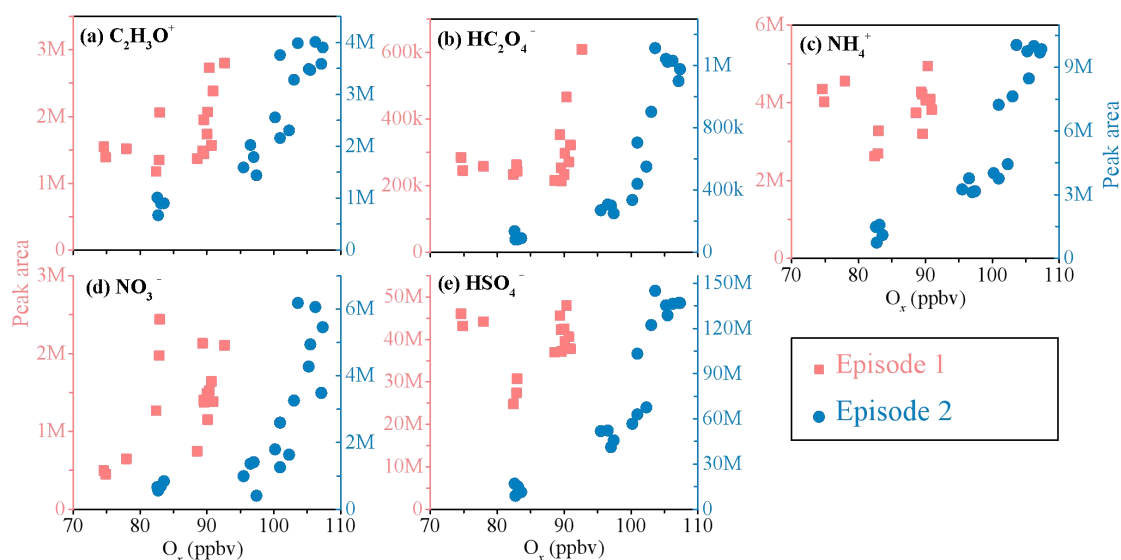 (a) C₂H₃O⁺
3M
2M
1M
0
4M
3M
2M
1M
0
(b) HC₂O₄⁻
600k
400k
200k
0
1M
800k
400k
0
(c) NH₄⁺
6M
4M
2M
0
9M
6M
3M
0
70 80 90 100 110
Oₓ (ppbv)
Peak area
Peak area
(d) NO₃⁻
3M
2M
1M
0
6M
4M
2M
0
70 80 90 100 110
Oₓ (ppbv)
(e) HSO₄⁻
50M
40M
30M
20M
10M
0
150M
120M
90M
60M
30M
0
70 80 90 100 110
Oₓ (ppbv)
Episode 1
Episode 2